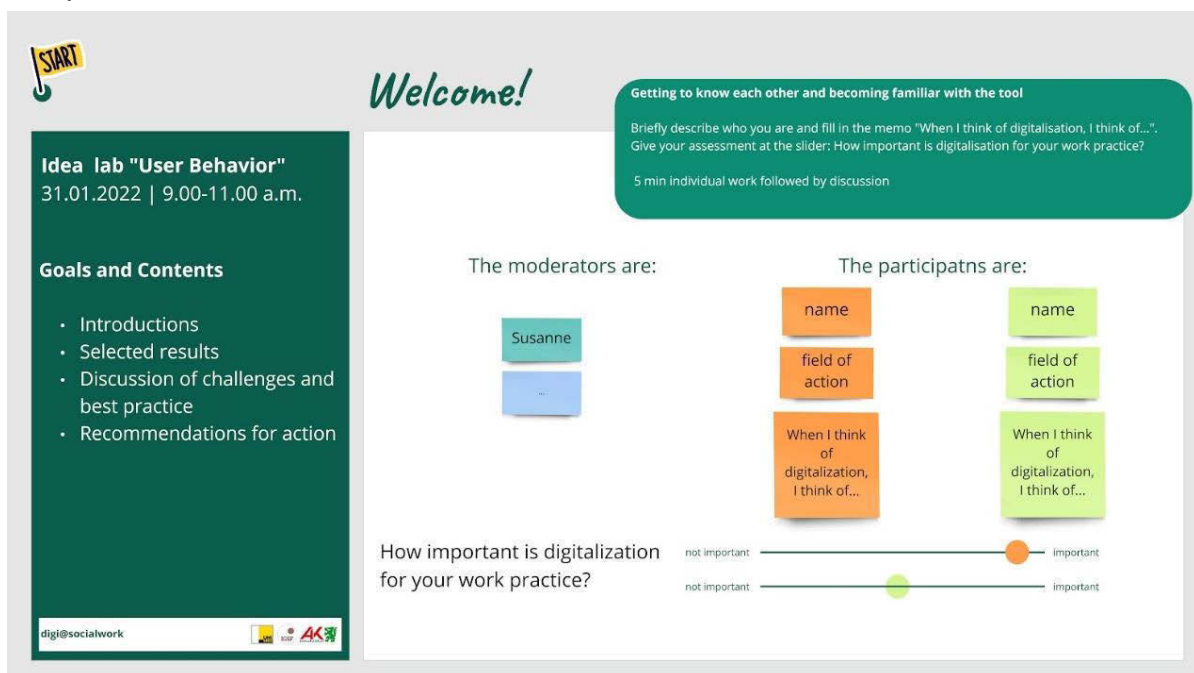 START
Welcome!
Getting to know each other and becoming familiar with the tool
Briefly describe who you are and fill in the memo "When I think of digitalisation, I think of...".
Give your assessment at the slider: How important is digitalisation for your work practice?
5 min individual work followed by discussion
Idea lab "User Behavior"
31.01.2022 | 9.00-11.00 a.m.
Goals and Contents
• Introductions
• Selected results
• Discussion of challenges and
best practice
• Recommendations for action
digi@socialwork
AK
The moderators are:
Susanne
...
The participatns are:
name
field of
action
When I think
of
digitalization,
I think of...
name
field of
action
When I think
of
digitalization,
I think of...
How important is digitalization
for your work practice?
not important
important
not important
important